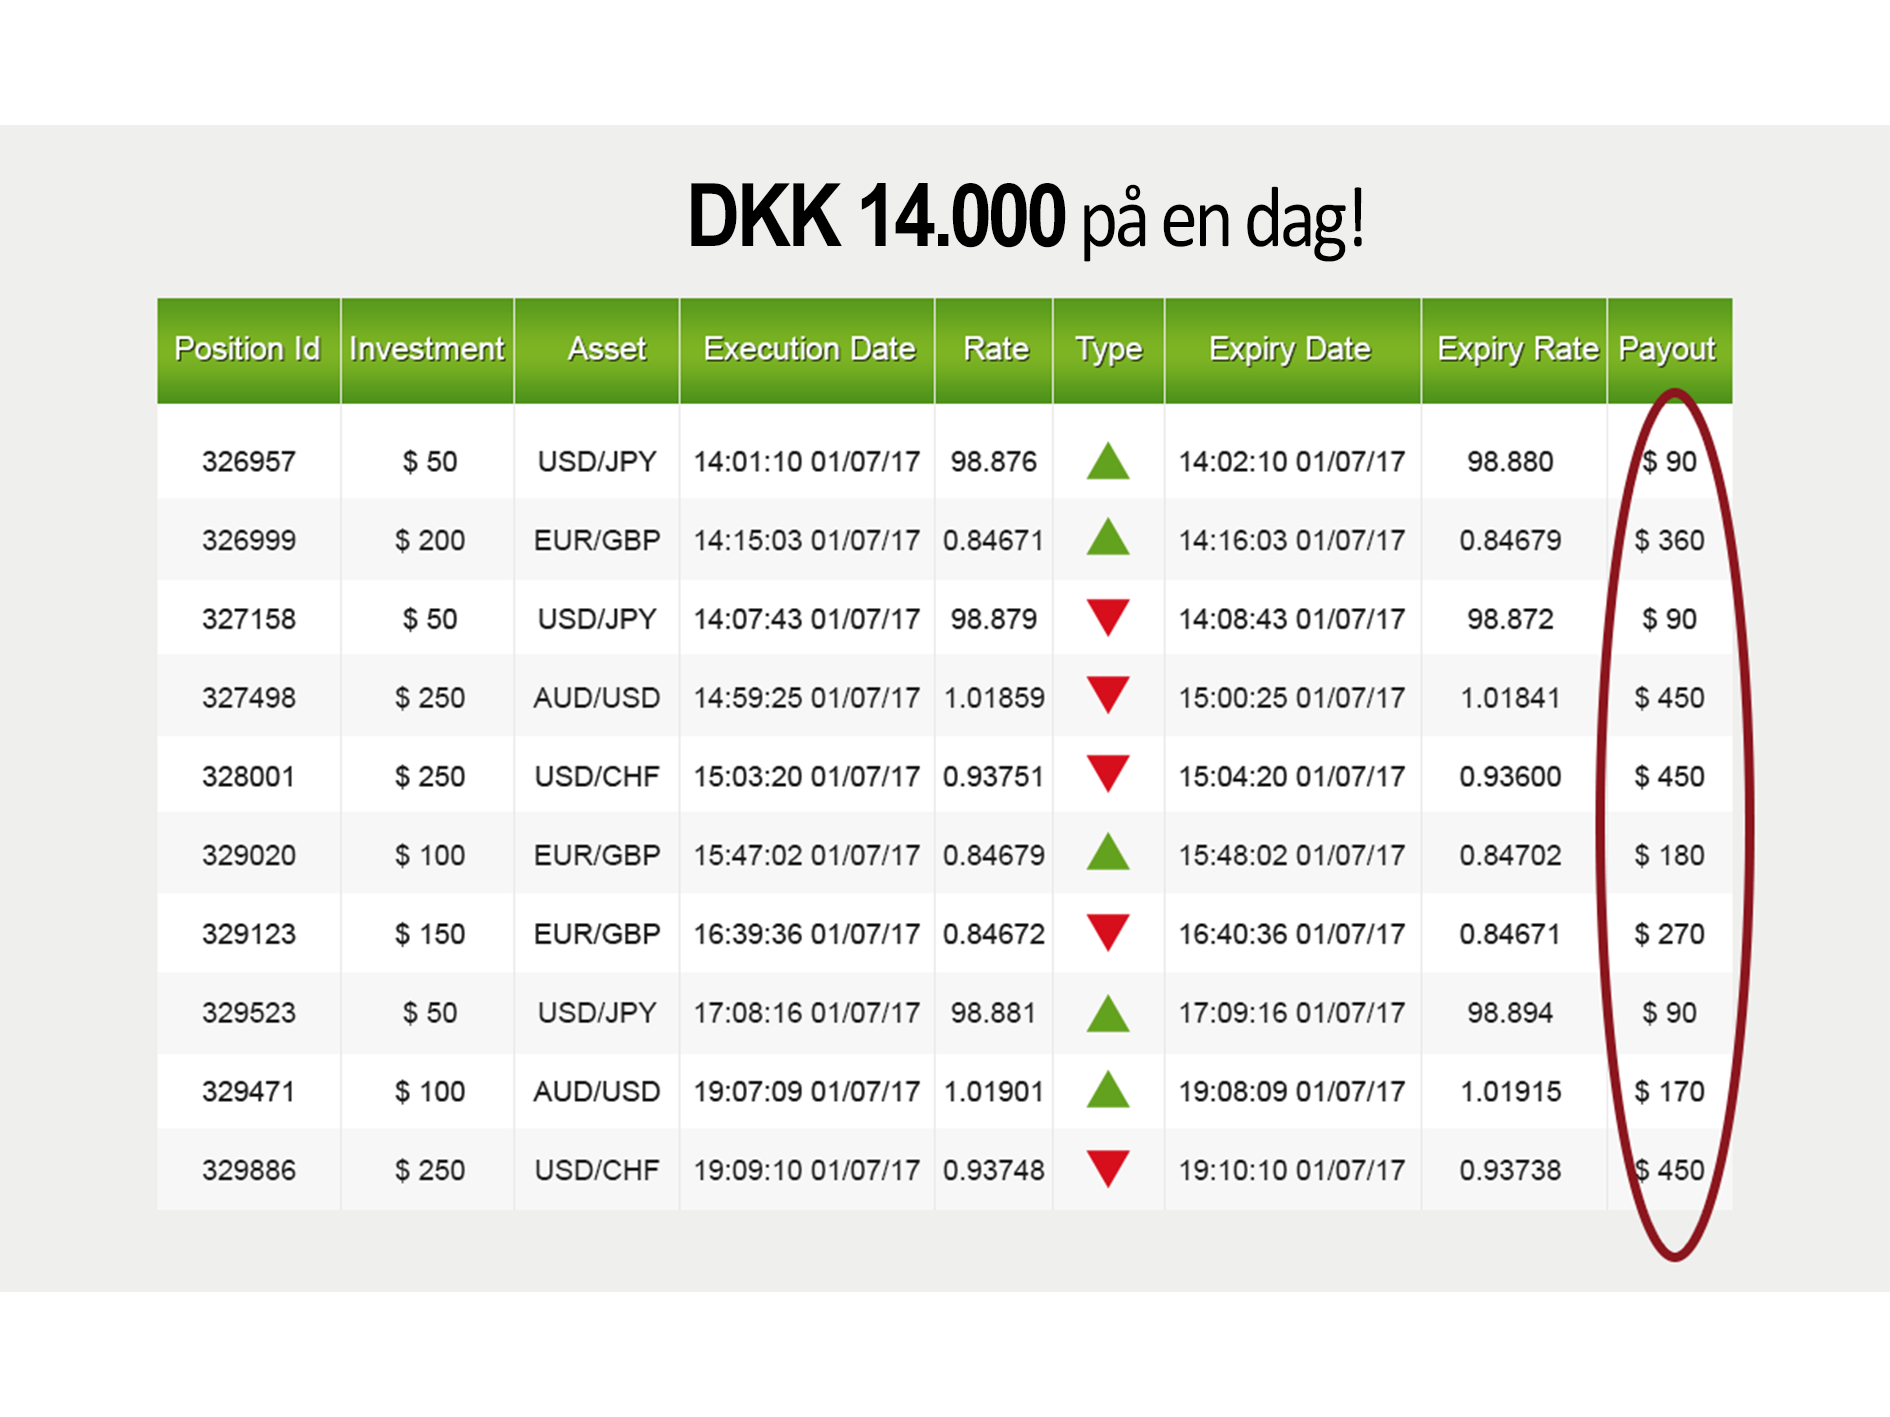 DKK 14.000 på en dag!
Position Id Investment Asset Execution Date Rate Type Expiry Date Expiry Rate Payout
326957 $ 50 USD/JPY 14:01:10 01/07/17 98.876 14:02:10 01/07/17 98.880 $ 90
326999 $ 200 EUR/GBP 14:15:03 01/07/17 0.84671 14:16:03 01/07/17 0.84679 $ 360
327158 $ 50 USD/JPY 14:07:43 01/07/17 98.879 14:08:43 01/07/17 98.872 $ 90
327498 $ 250 AUD/USD 14:59:25 01/07/17 1.01859 15:00:25 01/07/17 1.01841 $ 450
328001 $ 250 USD/CHF 15:03:20 01/07/17 0.93751 15:04:20 01/07/17 0.93600 $ 450
329020 $ 100 EUR/GBP 15:47:02 01/07/17 0.84679 15:48:02 01/07/17 0.84702 $ 180
329123 $ 150 EUR/GBP 16:39:36 01/07/17 0.84672 16:40:36 01/07/17 0.84671 $ 270
329523 $ 50 USD/JPY 17:08:16 01/07/17 98.881 17:09:16 01/07/17 98.894 $ 90
329471 $ 100 AUD/USD 19:07:09 01/07/17 1.01901 19:08:09 01/07/17 1.01915 $ 170
329886 $ 250 USD/CHF 19:09:10 01/07/17 0.93748 19:10:10 01/07/17 0.93738 $ 450